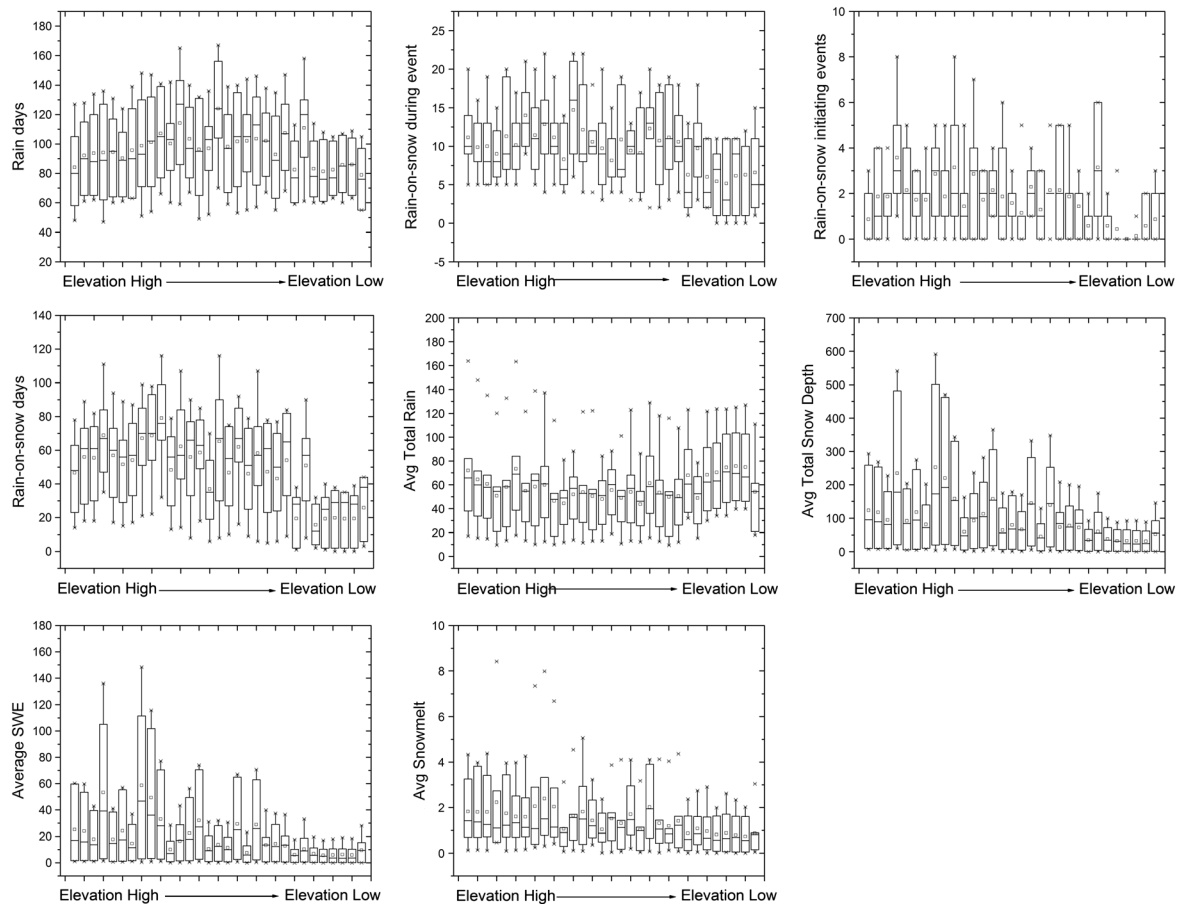 Rain days
200
180
160
140
120
100
80
60
40
20
Elevation High
Elevation Low
Rain-on-snow during event
25
20
15
10
5
0
-5
Elevation High
Elevation Low
Rain-on-snow initiating events
10
8
6
4
2
0
Elevation High
Elevation Low
Rain-on-snow days
140
120
100
80
60
40
20
0
Elevation High
Elevation Low
Avg Total Rain
200
180
160
140
120
100
80
60
40
20
0
Elevation High
Elevation Low
Avg Total Snow Depth
700
600
500
400
300
200
100
0
Elevation High
Elevation Low
Average SWE
180
160
140
120
100
80
60
40
20
0
Elevation High
Elevation Low
Avg Snowmelt
10
8
6
4
2
0
Elevation High
Elevation Low